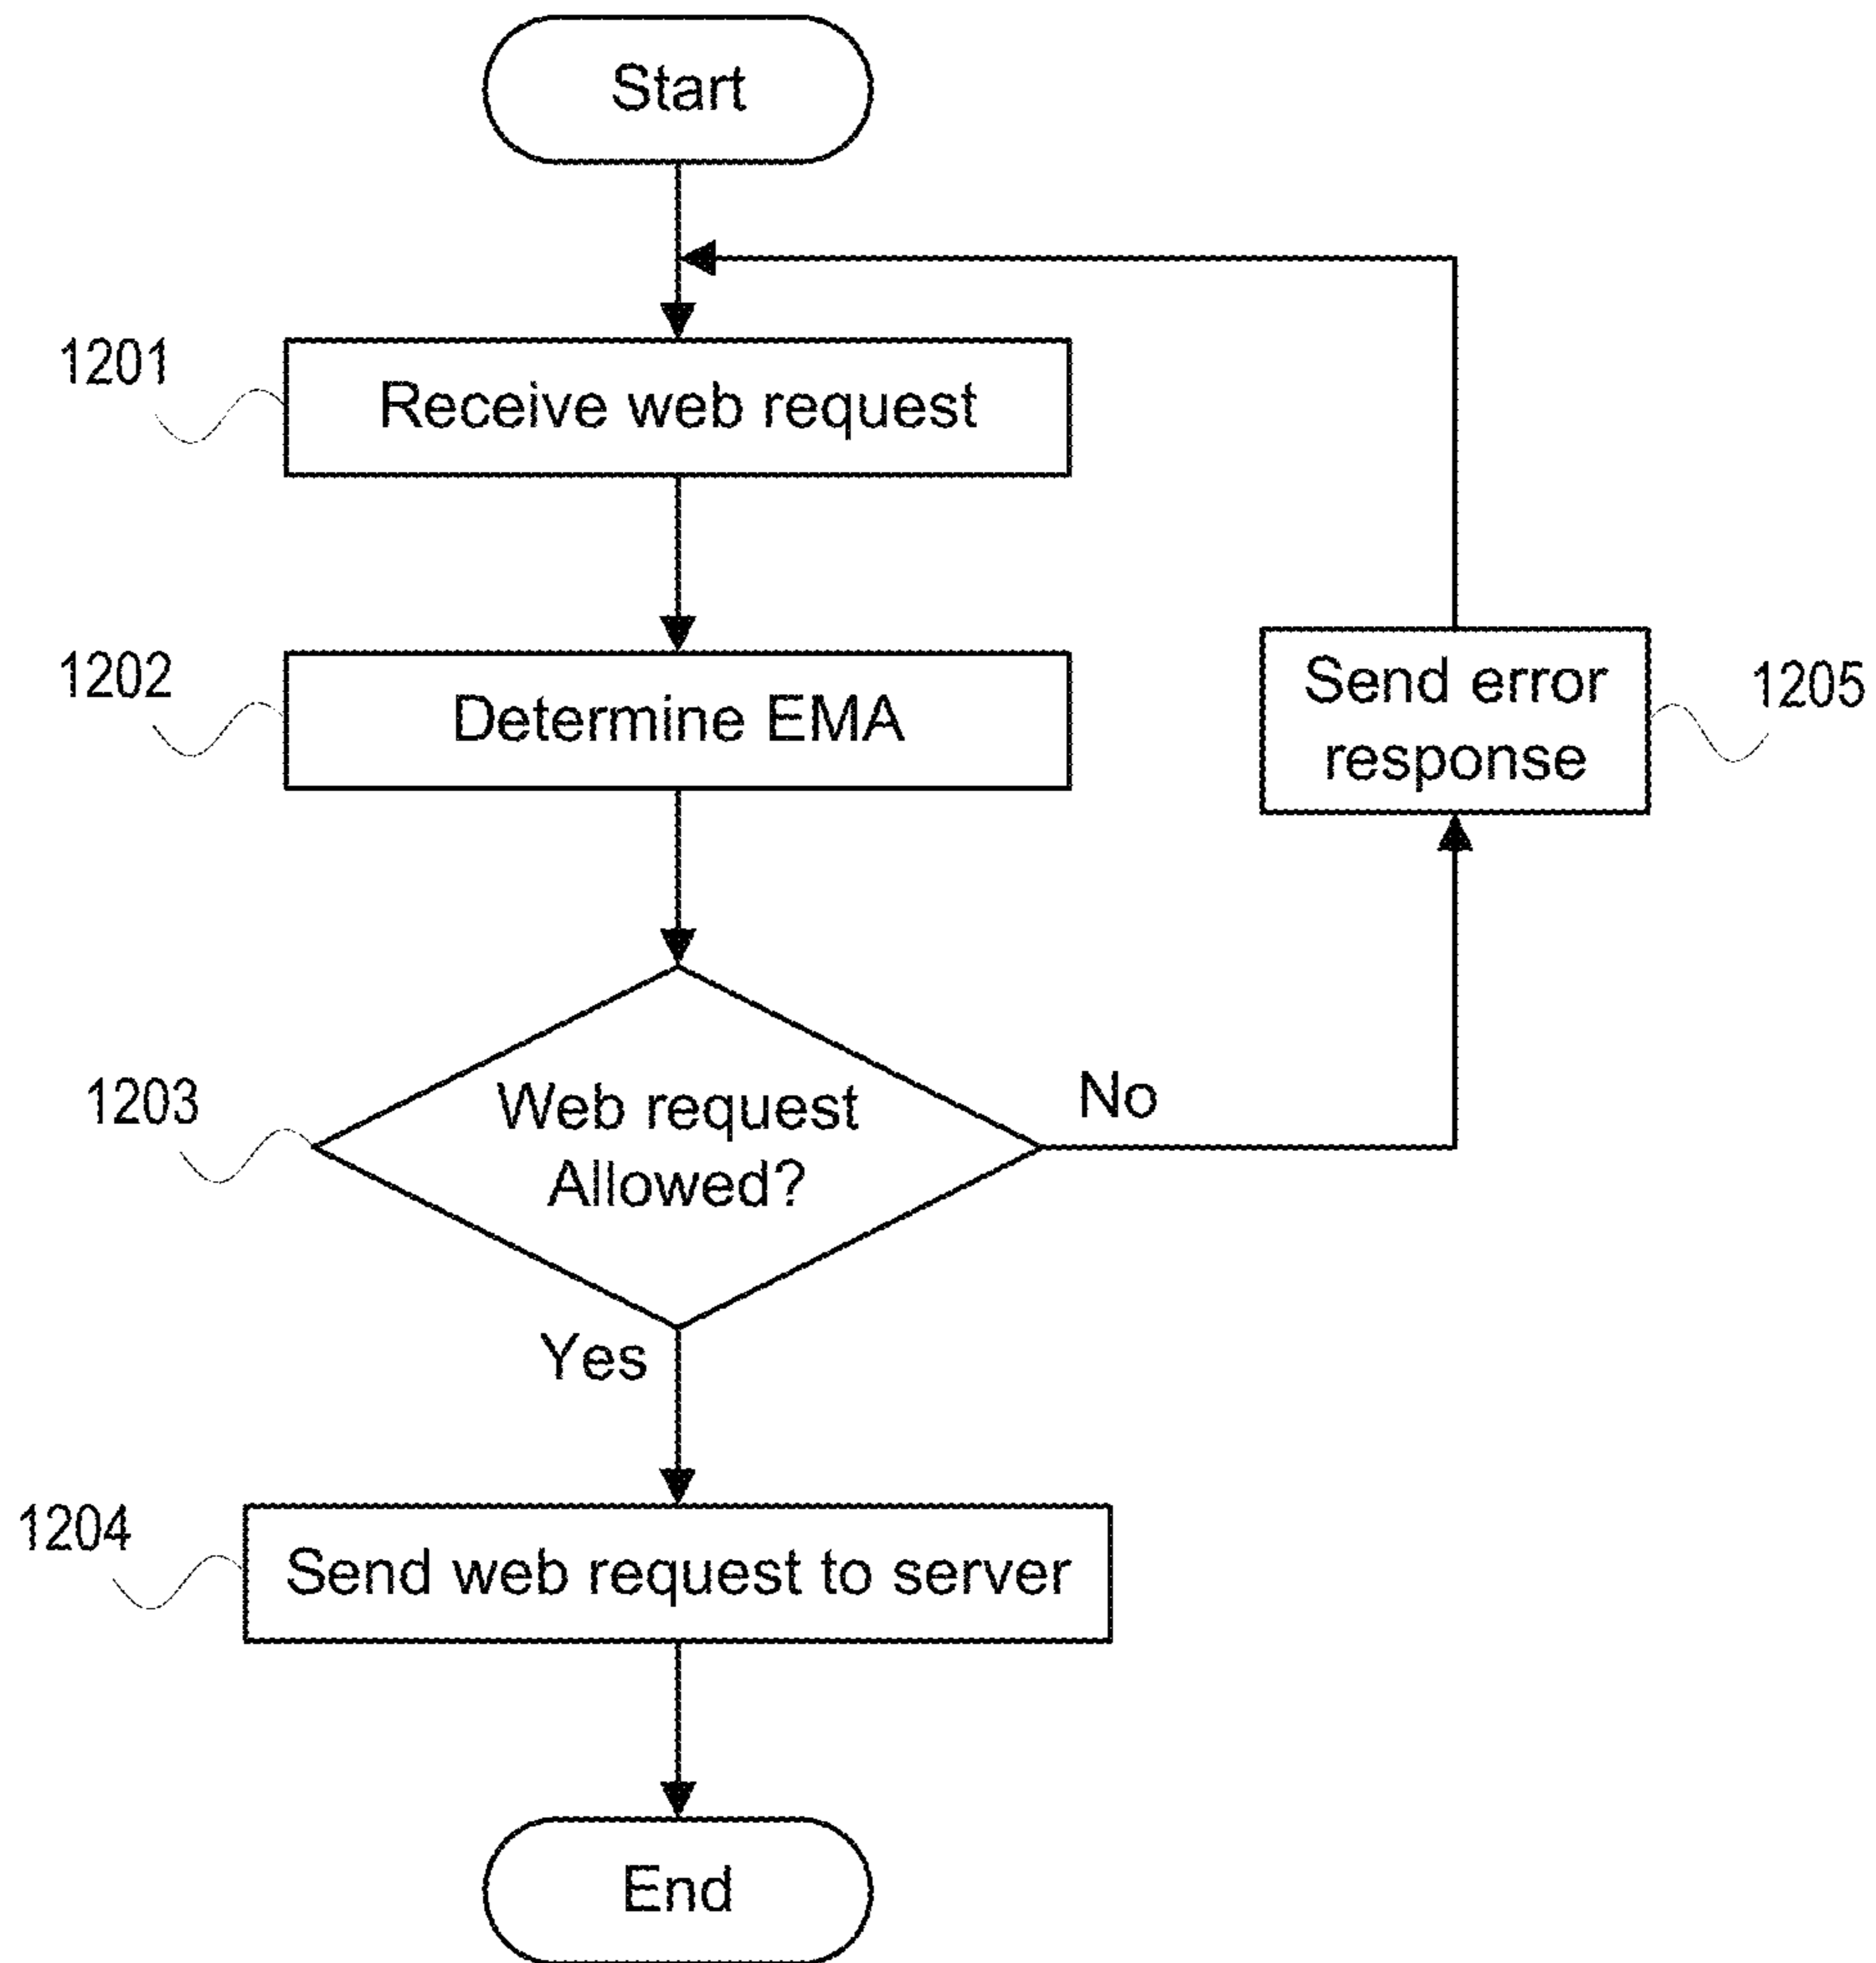 Start
1201
Receive web request
1202
Determine EMA
Send error
response
1205
1203
Web request
Allowed?
No
Yes
1204
Send web request to server
End